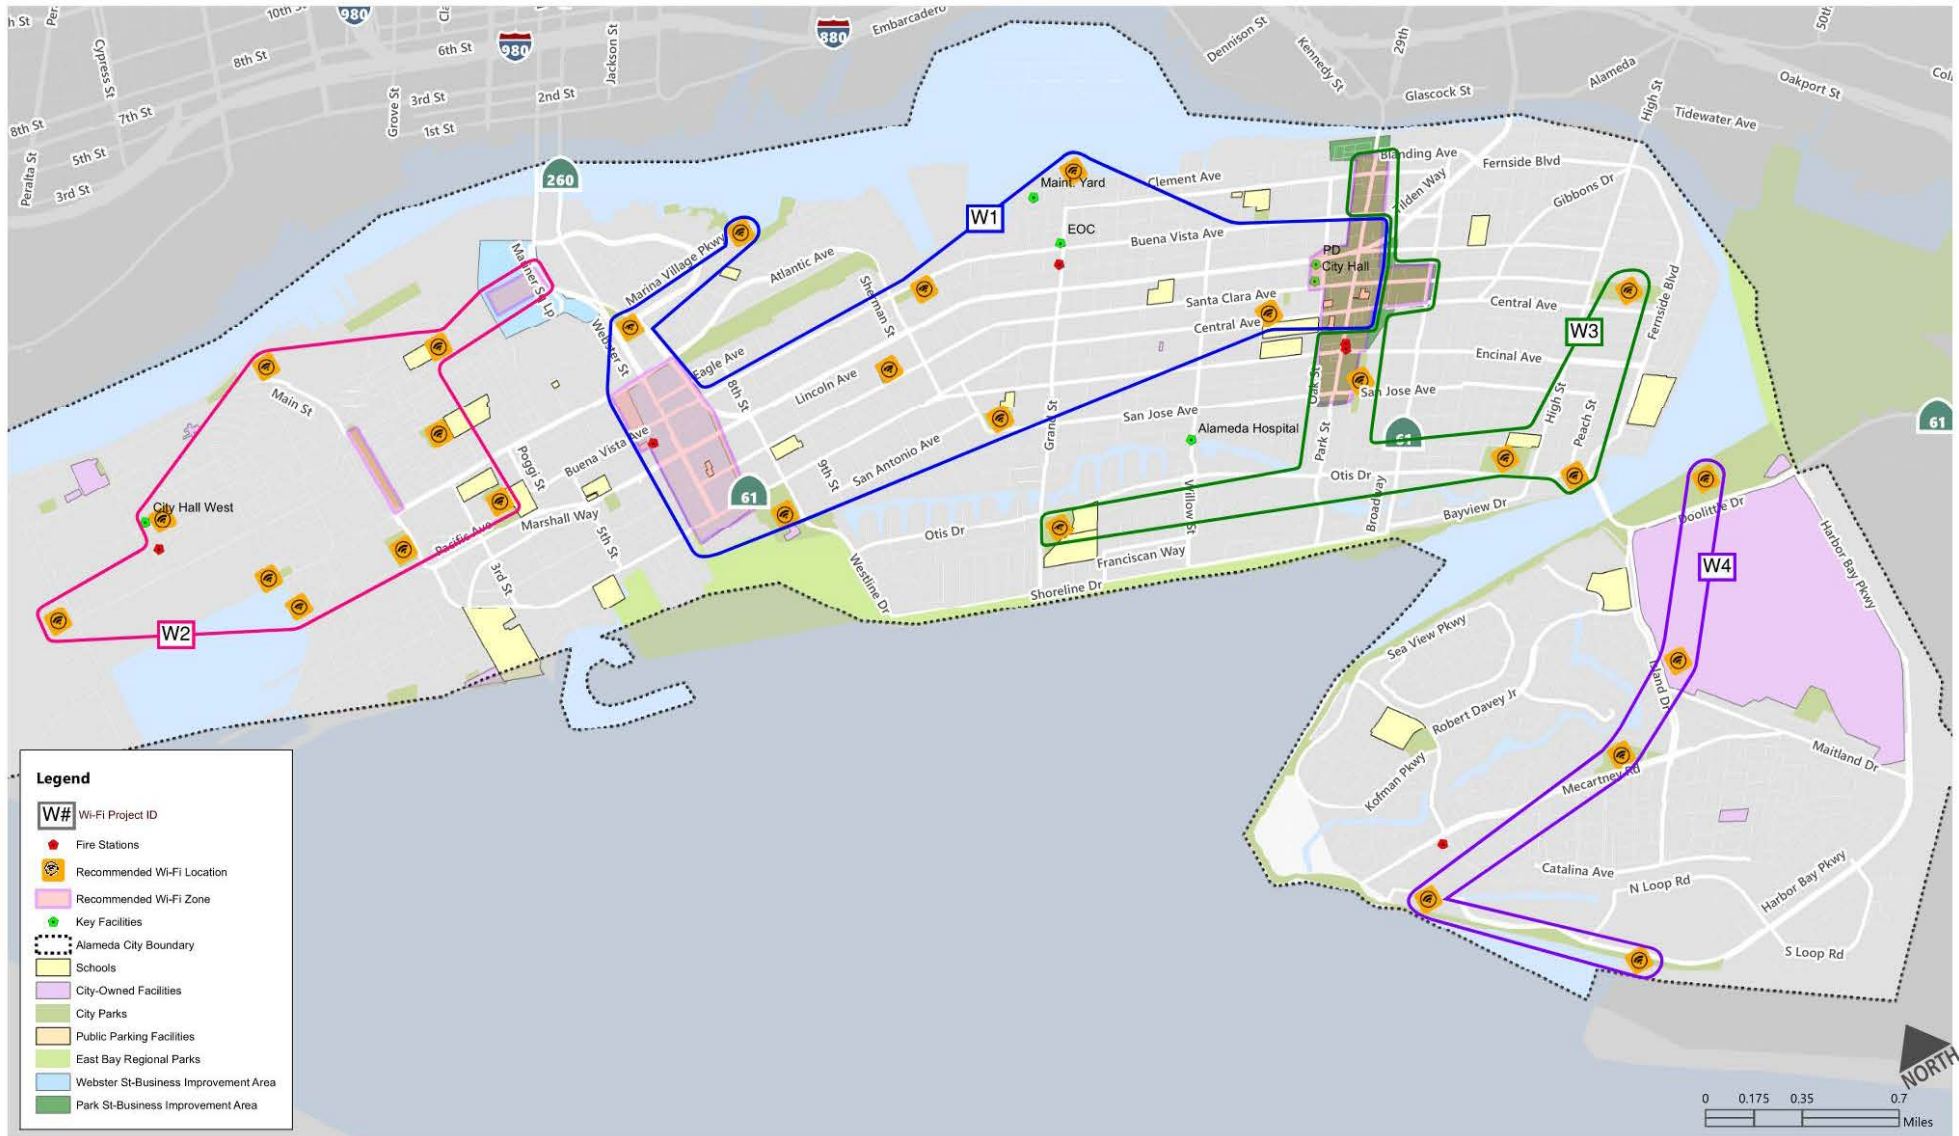 10th St
980
6th St
980
Jackson St
880
Embarcadero
Dennison St
Kennedy St
29th
Alameda
50th
Oakport St
h St
Cypress St
8th St
Grove St
3rd St
2nd St
1st St
7th St
8th St
5th St
3rd St
Peralta St
Glascock St
High St
Tidewater Ave
260
Maint. Yard
Clement Ave
Blanding Ave
Fernside Blvd
Tilden Way
Gibbons Dr
W1
EOC
Buena Vista Ave
PD
City Hall
Marina Village Pkwy
Atlantic Ave
Mariner Sq Lp
Sherman St
Santa Clara Ave
Central Ave
Central Ave
Fernside Blvd
W3
Webster St
Eagle Ave
Encinal Ave
8th St
Lincoln Ave
Oak St
San Jose Ave
San Jose Ave
High St
Peach St
Main St
Grand St
Alameda Hospital
61
61
Park St
Buena Vista Ave
San Antonio Ave
9th St
Poggi St
Otis Dr
61
City Hall West
Marshall Way
Pacific Ave
5th St
3rd St
Willow St
Broadway
Bayview Dr
Doolittle Dr
Otis Dr
Franciscan Way
Shoreline Dr
Westline Dr
Harbor Bay Pkwy
W4
W2
Sea View Pkwy
Island Dr
Robert Davey Jr
Kofman Pkwy
Mecartney Rd
Maitland Dr
Catalina Ave
N Loop Rd
Harbor Bay Pkwy
S Loop Rd
Legend
W# Wi-Fi Project ID
Fire Stations
Recommended Wi-Fi Location
Recommended Wi-Fi Zone
Key Facilities
Alameda City Boundary
Schools
City-Owned Facilities
City Parks
Public Parking Facilities
East Bay Regional Parks
Webster St-Business Improvement Area
Park St-Business Improvement Area
NORTH
0 0.175 0.35 0.7
Miles